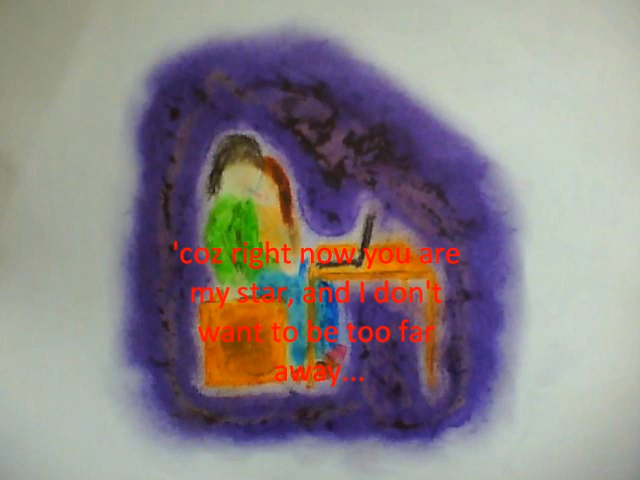 'coz right now you are
my star, and I don't
want to be too far
away...